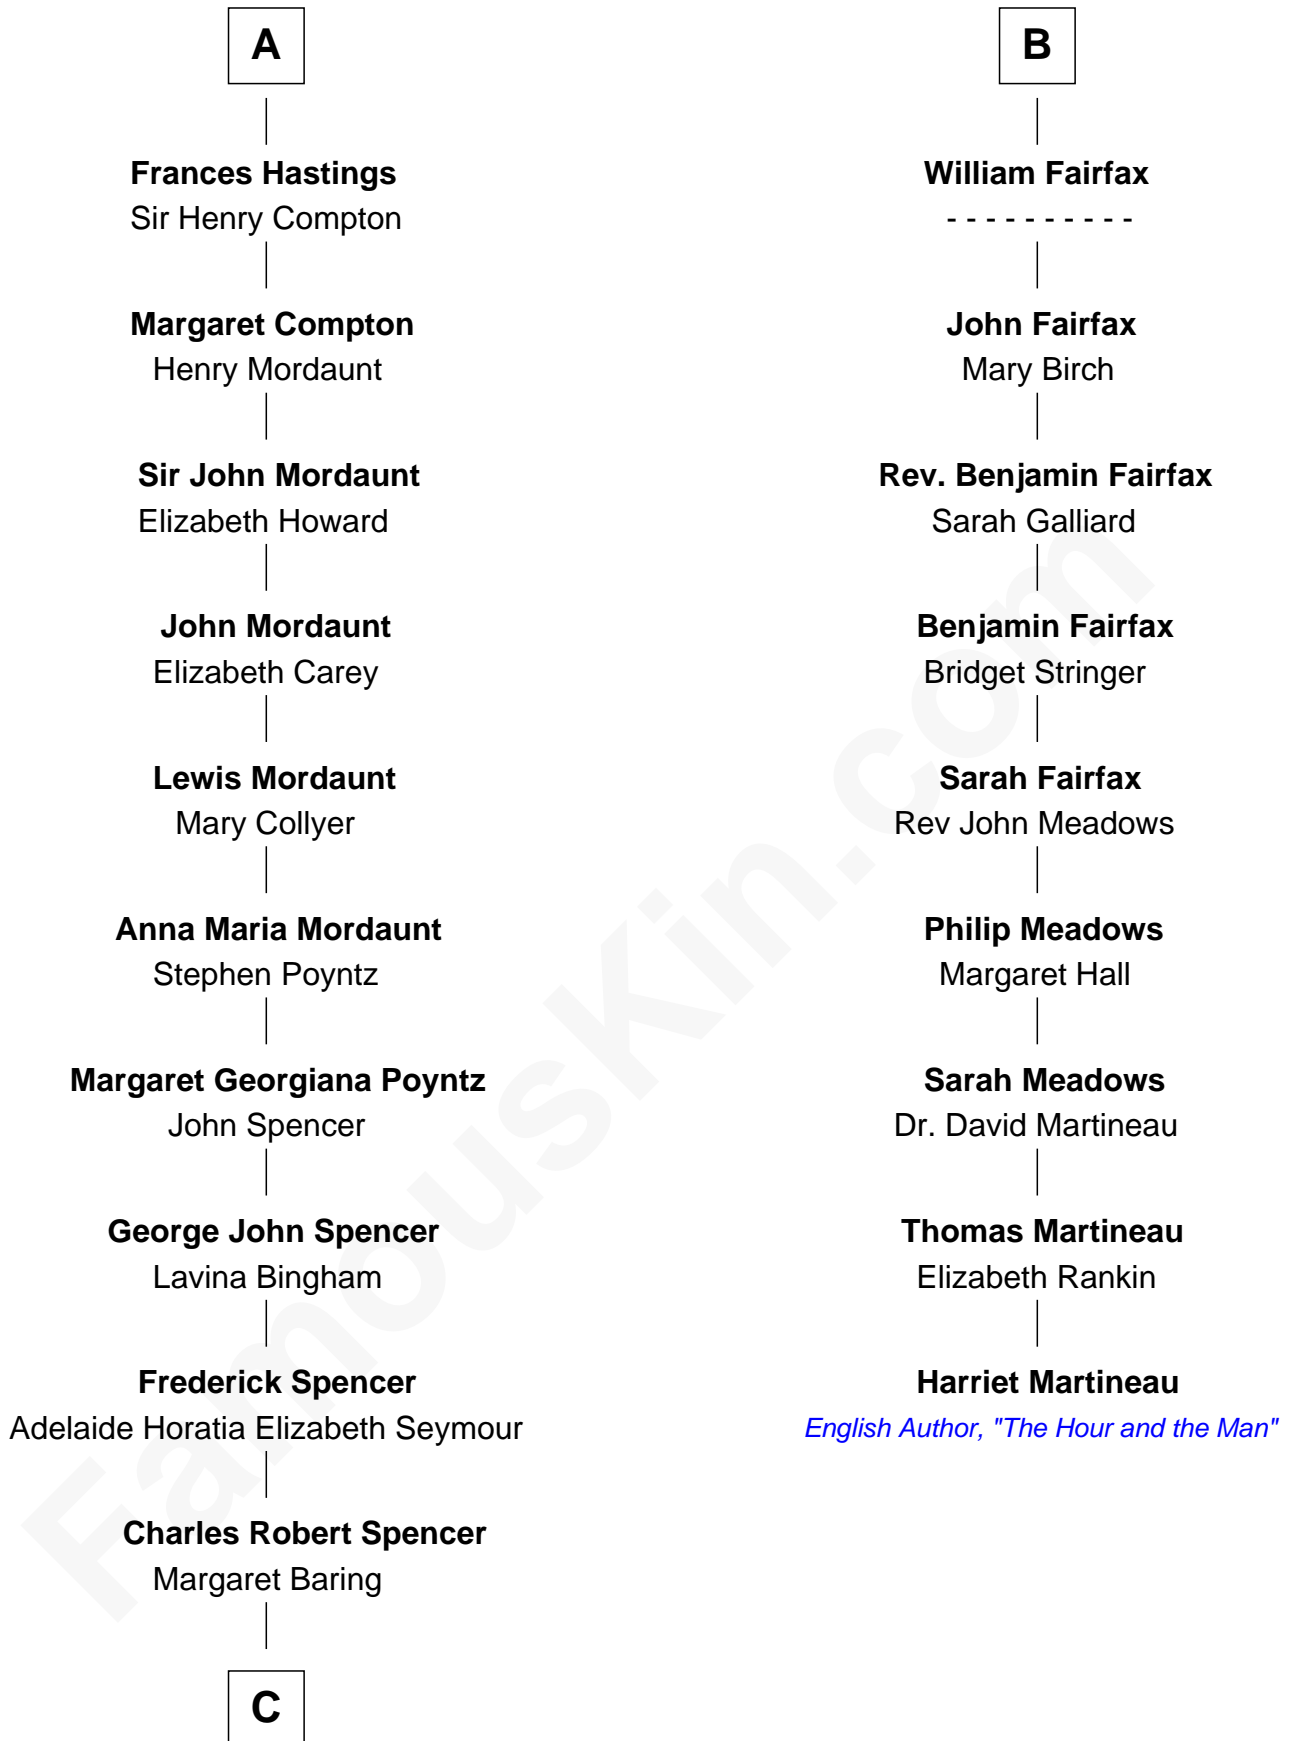 A
Frances Hastings
Sir Henry Compton
Margaret Compton
Henry Mordaunt
Sir John Mordaunt
Elizabeth Howard
John Mordaunt
Elizabeth Carey
Lewis Mordaunt
Mary Collyer
Anna Maria Mordaunt
Stephen Poyntz
Margaret Georgiana Poyntz
John Spencer
George John Spencer
Lavina Bingham
Frederick Spencer
Adelaide Horatia Elizabeth Seymour
Charles Robert Spencer
Margaret Baring
C
B
William Fairfax
- - - - - - - - - -
John Fairfax
Mary Birch
Rev. Benjamin Fairfax
Sarah Galliard
Benjamin Fairfax
Bridget Stringer
Sarah Fairfax
Rev John Meadows
Philip Meadows
Margaret Hall
Sarah Meadows
Dr. David Martineau
Thomas Martineau
Elizabeth Rankin
Harriet Martineau
English Author, "The Hour and the Man"
FamousKin.com